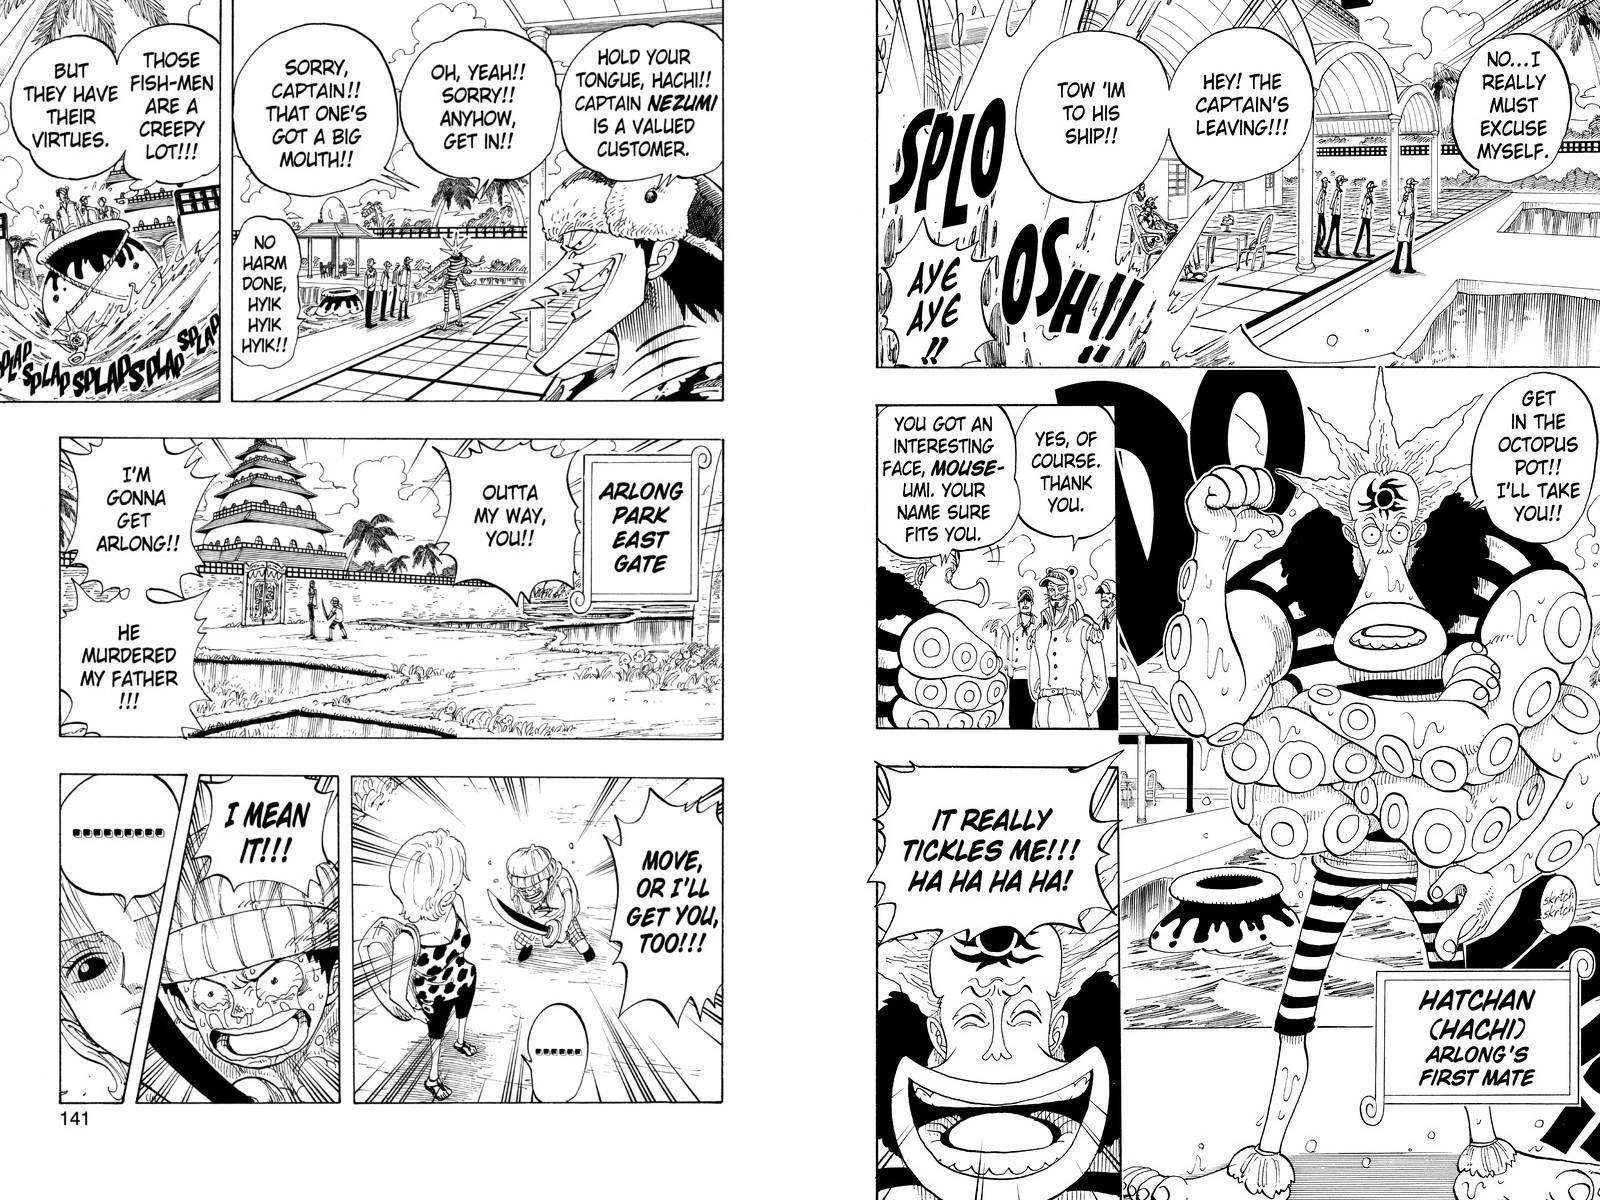 NO...I
REALLY
MUST
EXCUSE
MYSELF.
HEY! THE
CAPTAIN'S
LEAVING!!!
TOW 'IM
TO HIS
SHIP!!
SPLO
OSH!!
AYE
AYE
!!
GET
IN THE
OCTOPUS
POT!!
I'LL TAKE
YOU!!
DO
skrtch
skrtch
HATCHAN
(HACHI)
ARLONG'S
FIRST MATE
YES, OF
COURSE.
THANK
YOU.
YOU GOT AN
INTERESTING
FACE, MOUSE-
UMI. YOUR
NAME SURE
FITS YOU.
IT REALLY
TICKLES ME!!!
HA HA HA HA!
HOLD YOUR
TONGUE, HACHI!!
CAPTAIN NEZUMI
IS A VALUED
CUSTOMER.
OH, YEAH!!
SORRY!!
ANYHOW,
GET IN!!
SORRY,
CAPTAIN!!
THAT ONE'S
GOT A BIG
MOUTH!!
NO
HARM
DONE,
HYIK
HYIK
HYIK!!
THOSE
FISH-MEN
ARE A
CREEPY
LOT!!!
BUT
THEY HAVE
THEIR
VIRTUES.
SPLAP
SPLAP
SPLAP
SPLAP
SPLAP
ARLONG
PARK
EAST
GATE
OUTTA
MY WAY,
YOU!!
I'M
GONNA
GET
ARLONG!!
HE
MURDERED
MY FATHER
!!!
MOVE,
OR I'LL
GET YOU,
TOO!!!
.......
I MEAN
IT!!!
..........
141